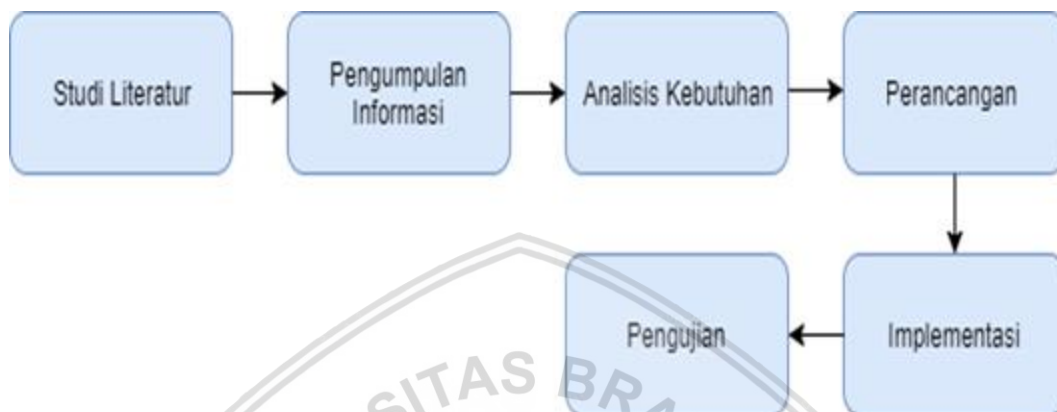 Studi Literatur
Pengumpulan
Informasi
Analisis Kebutuhan
Perancangan
Pengujian
Implementasi
SITAS BRA